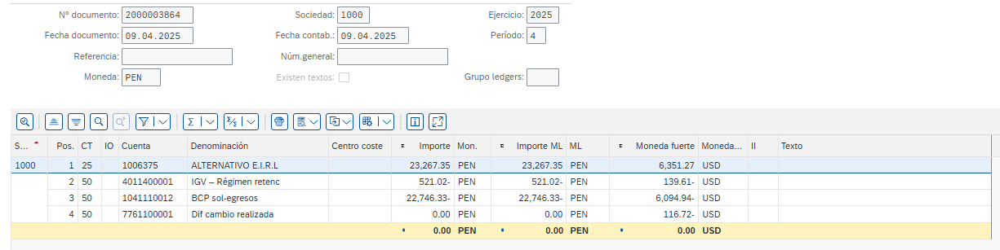 Nº documento: 2000003864 Sociedad: 1000 Ejercicio: 2025
Fecha documento: 09.04.2025 Fecha contab.: 09.04.2025 Período: 4
Referencia: Núm.general:
Moneda: PEN Existen textos: Grupo ledgers:
S... Pos. CT IO Cuenta Denominación Centro coste Importe Mon. Importe ML ML Moneda fuerte Moneda... II Texto
1000 1 25 1006375 ALTERNATIVO E.I.R.L 23,267.35 PEN 23,267.35 PEN 6,351.27 USD
2 50 4011400001 IGV – Régimen retenc 521.02- PEN 521.02- PEN 139.61- USD
3 50 1041110012 BCP sol-egresos 22,746.33- PEN 22,746.33- PEN 6,094.94- USD
4 50 7761100001 Dif cambio realizada 0.00 PEN 0.00 PEN 116.72- USD
0.00 PEN 0.00 PEN 0.00 USD